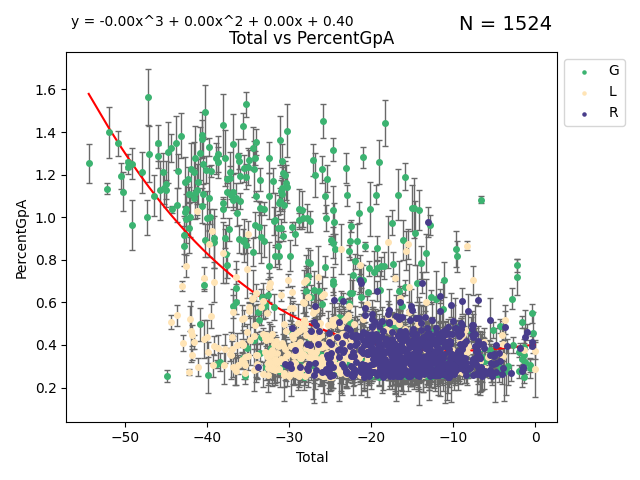 y = -0.00x^3 + 0.00x^2 + 0.00x + 0.40
N = 1524
Total vs PercentGpA
G
L
R
1.6
1.4
1.2
1.0
0.8
0.6
0.4
0.2
PercentGpA
−50
−40
−30
−20
−10
0
Total